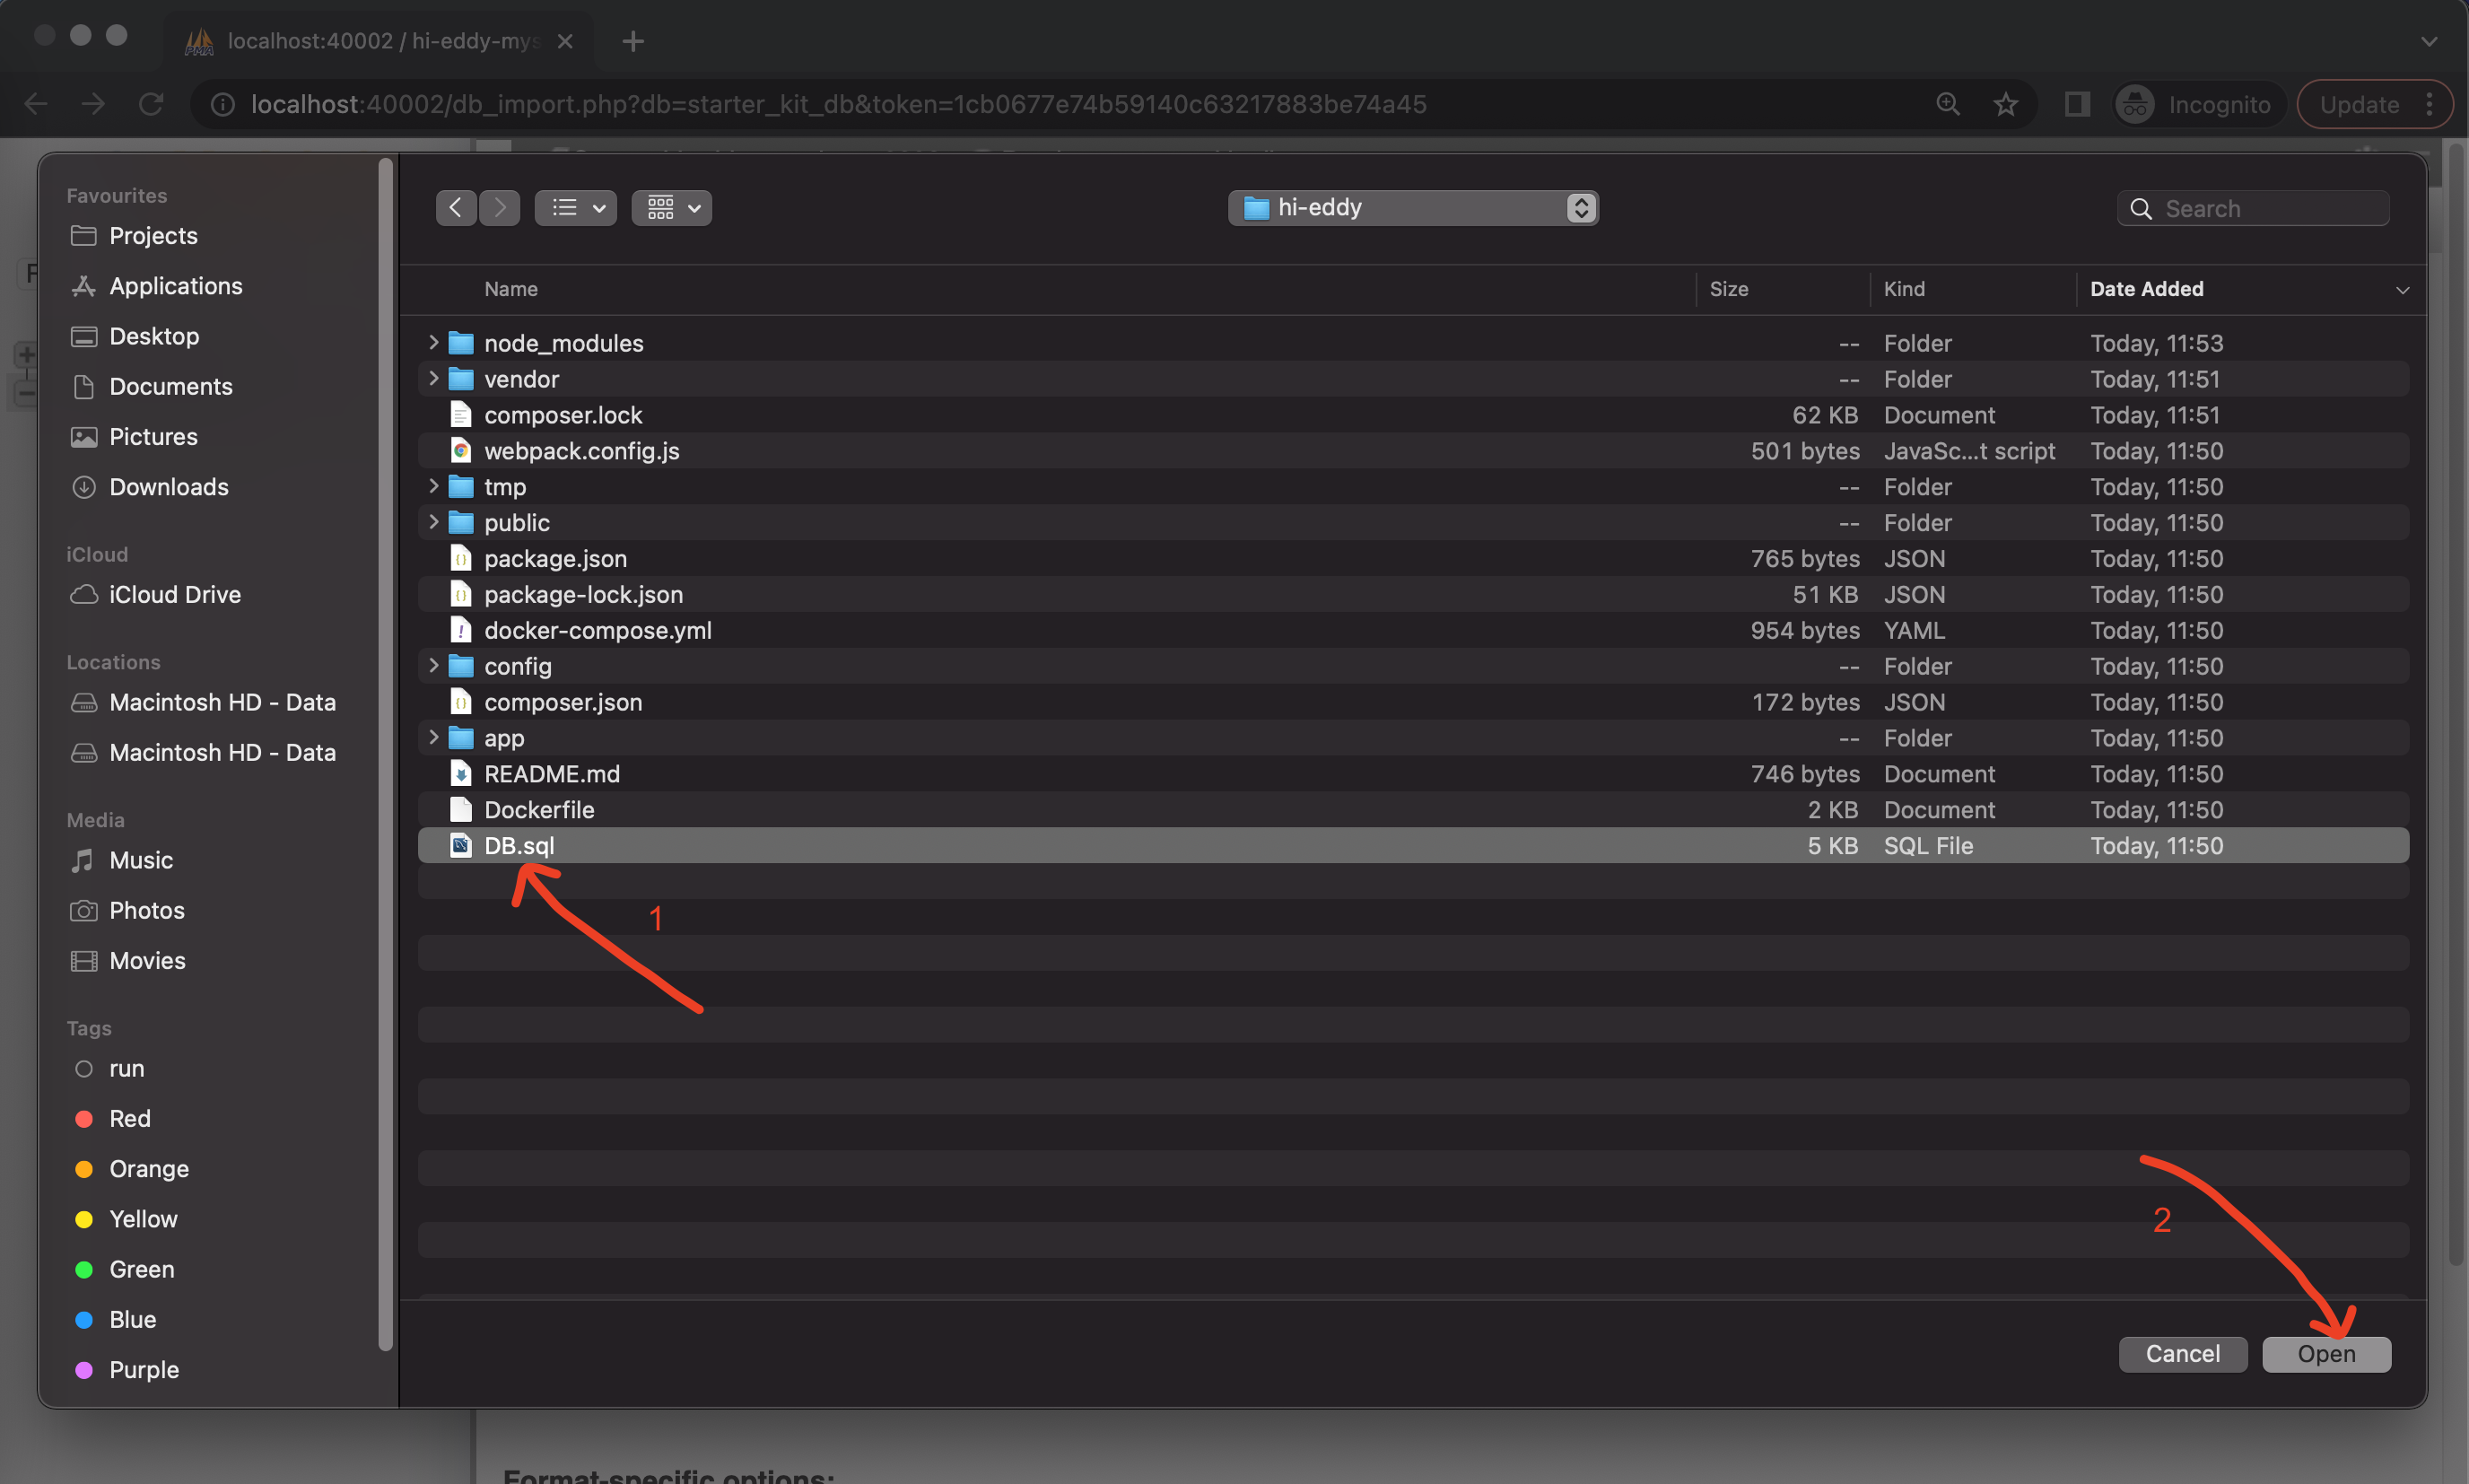 localhost:40002 / hi-eddy-mys
localhost:40002/db_import.php?db=starter_kit_db&token=1cb0677e74b59140c63217883be74a45
Incognito
Update
Favourites
Projects
Applications
Desktop
Documents
Pictures
Downloads
iCloud
iCloud Drive
Locations
Macintosh HD - Data
Macintosh HD - Data
Media
Music
Photos
Movies
Tags
run
Red
Orange
Yellow
Green
Blue
Purple
hi-eddy
Search
Name Size Kind Date Added
node_modules -- Folder Today, 11:53
vendor -- Folder Today, 11:51
composer.lock 62 KB Document Today, 11:51
webpack.config.js 501 bytes JavaSc...t script Today, 11:50
tmp -- Folder Today, 11:50
public -- Folder Today, 11:50
package.json 765 bytes JSON Today, 11:50
package-lock.json 51 KB JSON Today, 11:50
docker-compose.yml 954 bytes YAML Today, 11:50
config -- Folder Today, 11:50
composer.json 172 bytes JSON Today, 11:50
app -- Folder Today, 11:50
README.md 746 bytes Document Today, 11:50
Dockerfile 2 KB Document Today, 11:50
DB.sql 5 KB SQL File Today, 11:50
1
2
Cancel Open
Format-specific options: